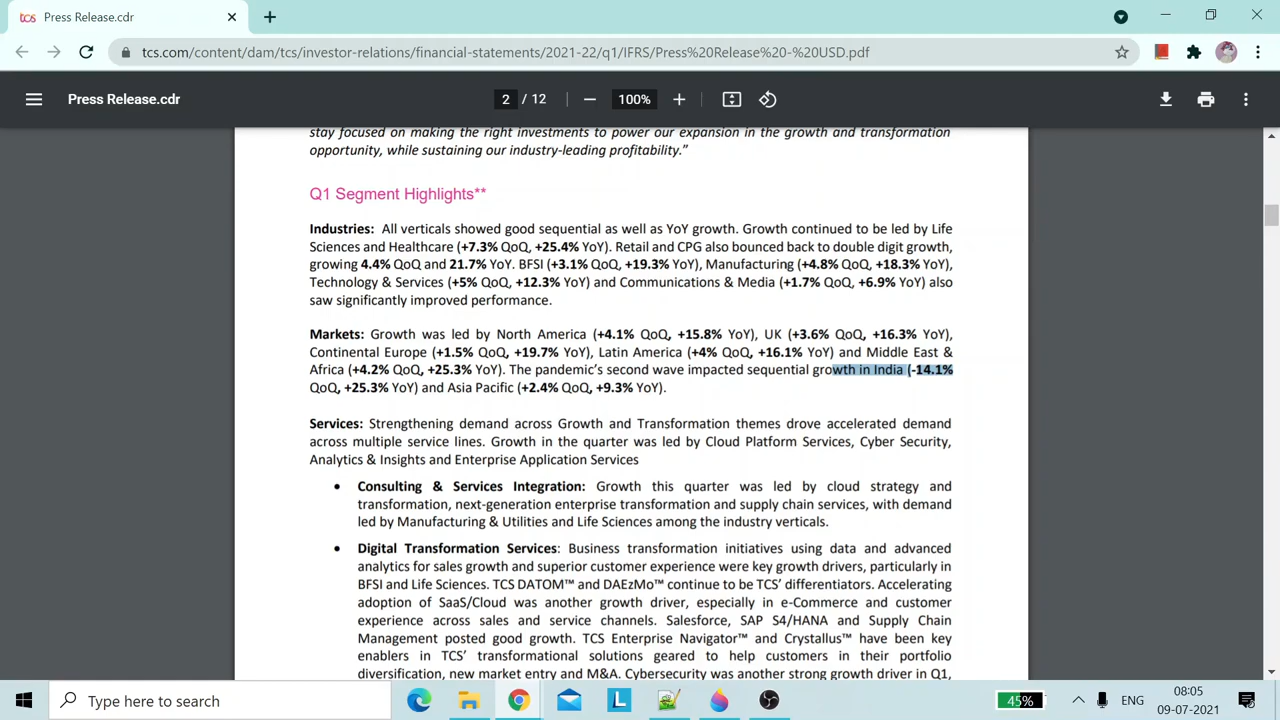 tcs Press Release.cdr
tcs.com/content/dam/tcs/investor-relations/financial-statements/2021-22/q1/IFRS/Press%20Release%20-%20USD.pdf
Press Release.cdr 2 / 12 100%
stay focused on making the right investments to power our expansion in the growth and transformation
opportunity, while sustaining our industry-leading profitability.”
Q1 Segment Highlights**
Industries: All verticals showed good sequential as well as YoY growth. Growth continued to be led by Life
Sciences and Healthcare (+7.3% QoQ, +25.4% YoY). Retail and CPG also bounced back to double digit growth,
growing 4.4% QoQ and 21.7% YoY. BFSI (+3.1% QoQ, +19.3% YoY), Manufacturing (+4.8% QoQ, +18.3% YoY),
Technology & Services (+5% QoQ, +12.3% YoY) and Communications & Media (+1.7% QoQ, +6.9% YoY) also
saw significantly improved performance.
Markets: Growth was led by North America (+4.1% QoQ, +15.8% YoY), UK (+3.6% QoQ, +16.3% YoY),
Continental Europe (+1.5% QoQ, +19.7% YoY), Latin America (+4% QoQ, +16.1% YoY) and Middle East &
Africa (+4.2% QoQ, +25.3% YoY). The pandemic’s second wave impacted sequential growth in India (-14.1%
QoQ, +25.3% YoY) and Asia Pacific (+2.4% QoQ, +9.3% YoY).
Services: Strengthening demand across Growth and Transformation themes drove accelerated demand
across multiple service lines. Growth in the quarter was led by Cloud Platform Services, Cyber Security,
Analytics & Insights and Enterprise Application Services
• Consulting & Services Integration: Growth this quarter was led by cloud strategy and
transformation, next-generation enterprise transformation and supply chain services, with demand
led by Manufacturing & Utilities and Life Sciences among the industry verticals.
• Digital Transformation Services: Business transformation initiatives using data and advanced
analytics for sales growth and superior customer experience were key growth drivers, particularly in
BFSI and Life Sciences. TCS DATOM™ and DAEzMo™ continue to be TCS’ differentiators. Accelerating
adoption of SaaS/Cloud was another growth driver, especially in e-Commerce and customer
experience across sales and service channels. Salesforce, SAP S4/HANA and Supply Chain
Management posted good growth. TCS Enterprise Navigator™ and Crystallus™ have been key
enablers in TCS’ transformational solutions geared to help customers in their portfolio
diversification, new market entry and M&A. Cybersecurity was another strong growth driver in Q1,
Type here to search
L
45%
ENG
08:05
09-07-2021